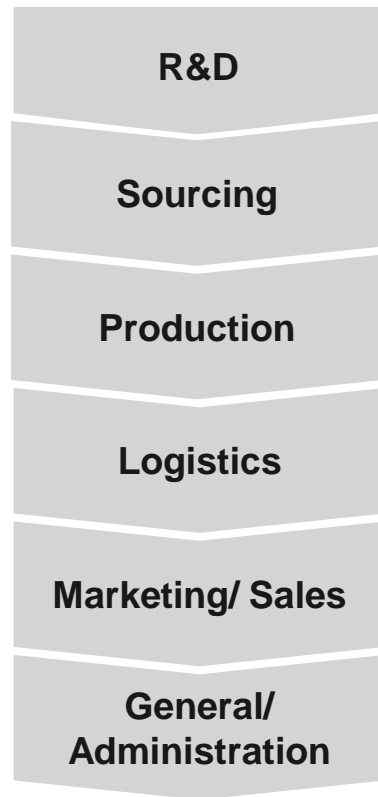 R&D
Sourcing
Production
Logistics
Marketing/ Sales
General/
Administration